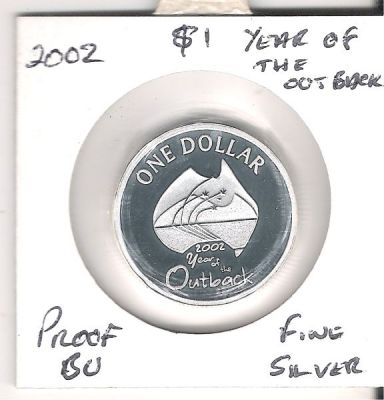 2002
$1 YEAR OF
THE
OUTBACK
ONE DOLLAR
2002
Year of the
Outback
PROOF
BU
FINE
SILVER